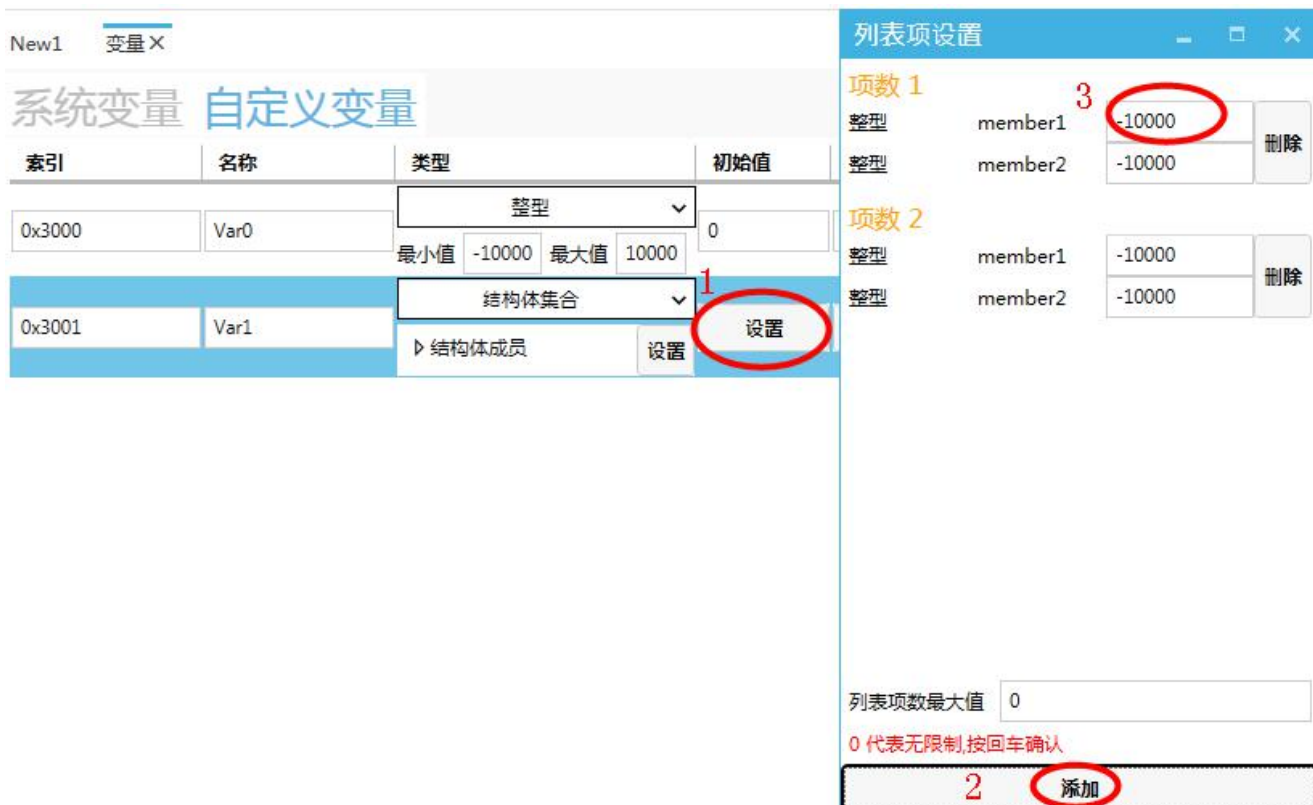 New1 变量×
系统变量 自定义变量
索引 名称 类型 初始值
0x3000 Var0 整型 0
最小值 -10000 最大值 10000
0x3001 Var1 结构体集合 1 设置
结构体成员 设置
列表项设置
项数 1
整型 member1 -10000 3 删除
整型 member2 -10000
项数 2
整型 member1 -10000 删除
整型 member2 -10000
列表项数最大值 0
0 代表无限制,按回车确认
2 添加